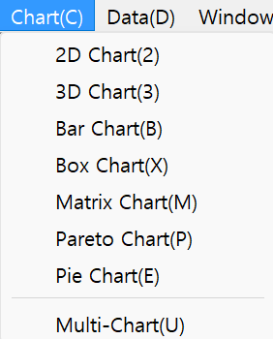 Chart(C) Data(D) Window
2D Chart(2)
3D Chart(3)
Bar Chart(B)
Box Chart(X)
Matrix Chart(M)
Pareto Chart(P)
Pie Chart(E)
Multi-Chart(U)